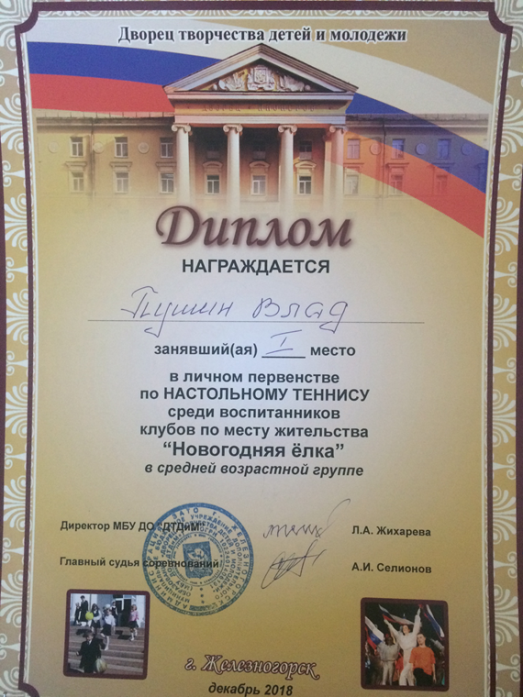 Дворец творчества детей и молодежи
Диплом
НАГРАЖДАЕТСЯ
Пушин Влад
занявший(ая) I место
в личном первенстве
по НАСТОЛЬНОМУ ТЕННИСУ
среди воспитанников
клубов по месту жительства
“Новогодняя ёлка”
в средней возрастной группе
Директор МБУ ДО "ДТДиМ" Л.А. Жихарева
Главный судья соревнований А.И. Селионов
г. Железногорск
декабрь 2018